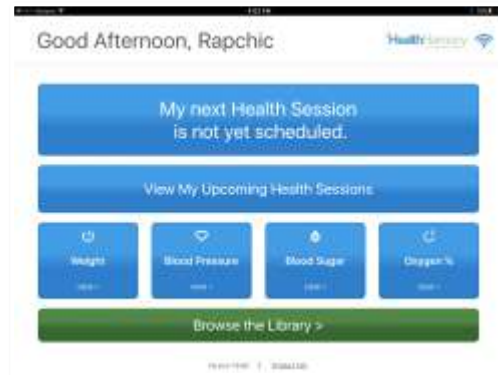 Good Afternoon, Rapchic
Health
My next Health Session
is not yet scheduled.
View My Upcoming Health Sessions
Weight
Blood Pressure
Blood Sugar
Oxygen %
Browse the Library >